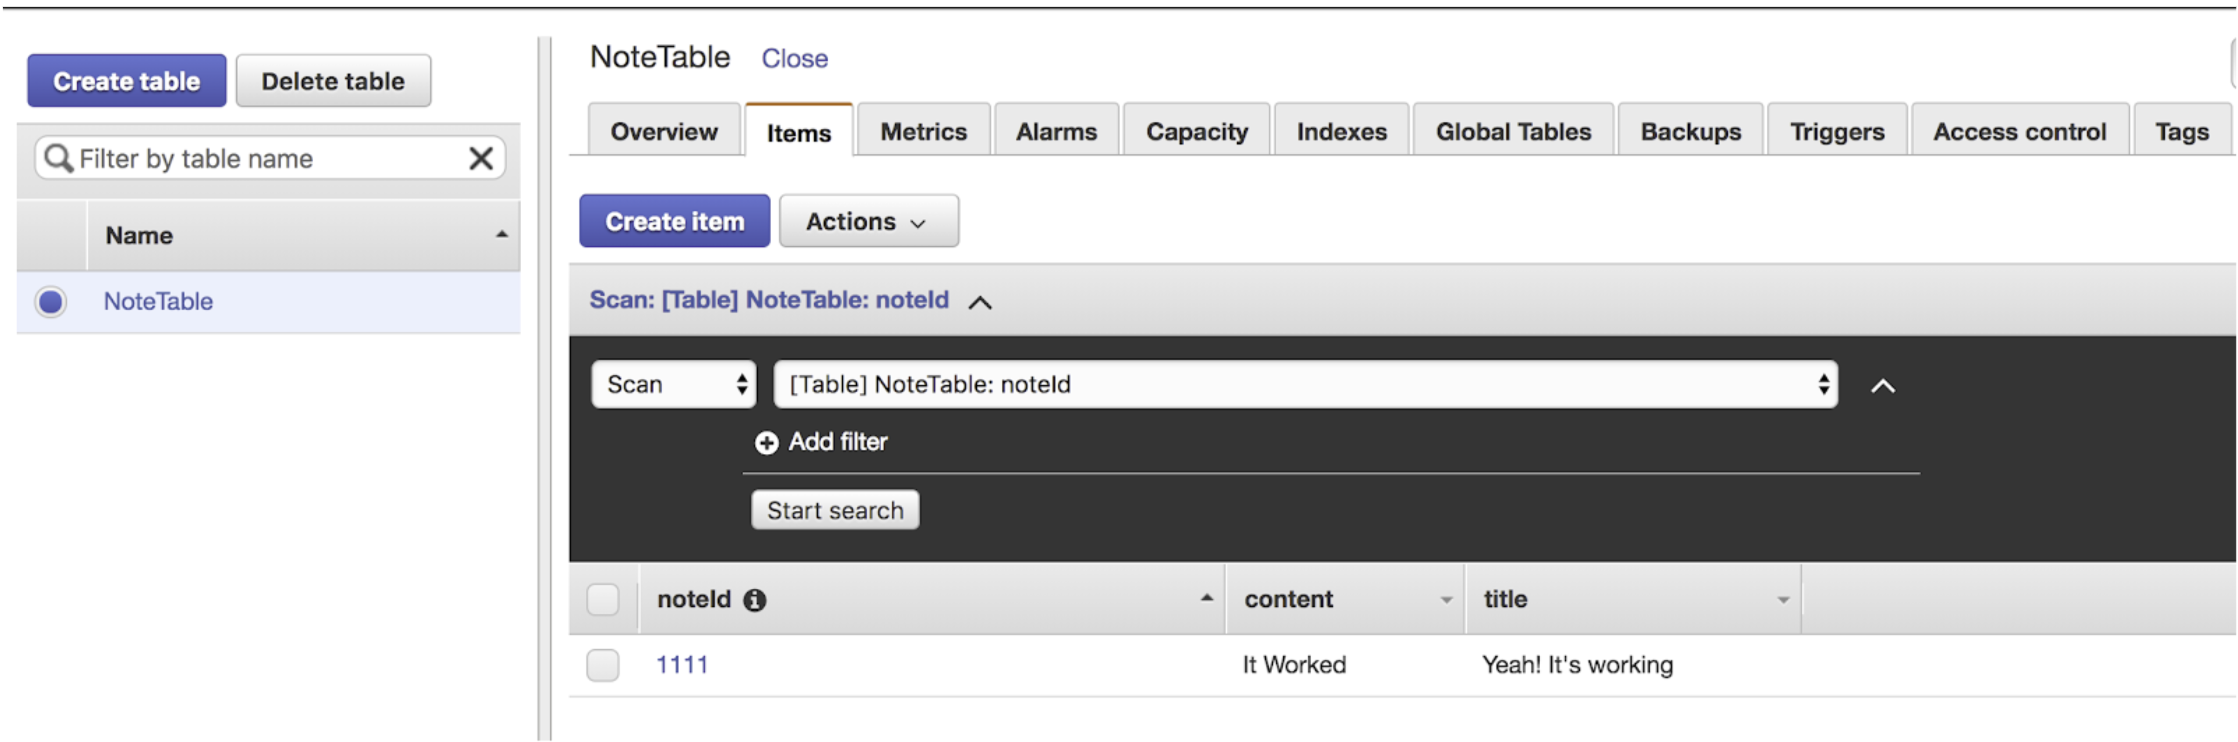 Create table Delete table
Filter by table name
Name
NoteTable
NoteTable Close
Overview Items Metrics Alarms Capacity Indexes Global Tables Backups Triggers Access control Tags
Create item Actions
Scan: [Table] NoteTable: noteId
Scan [Table] NoteTable: noteId
Add filter
Start search
noteId content title
1111 It Worked Yeah! It's working